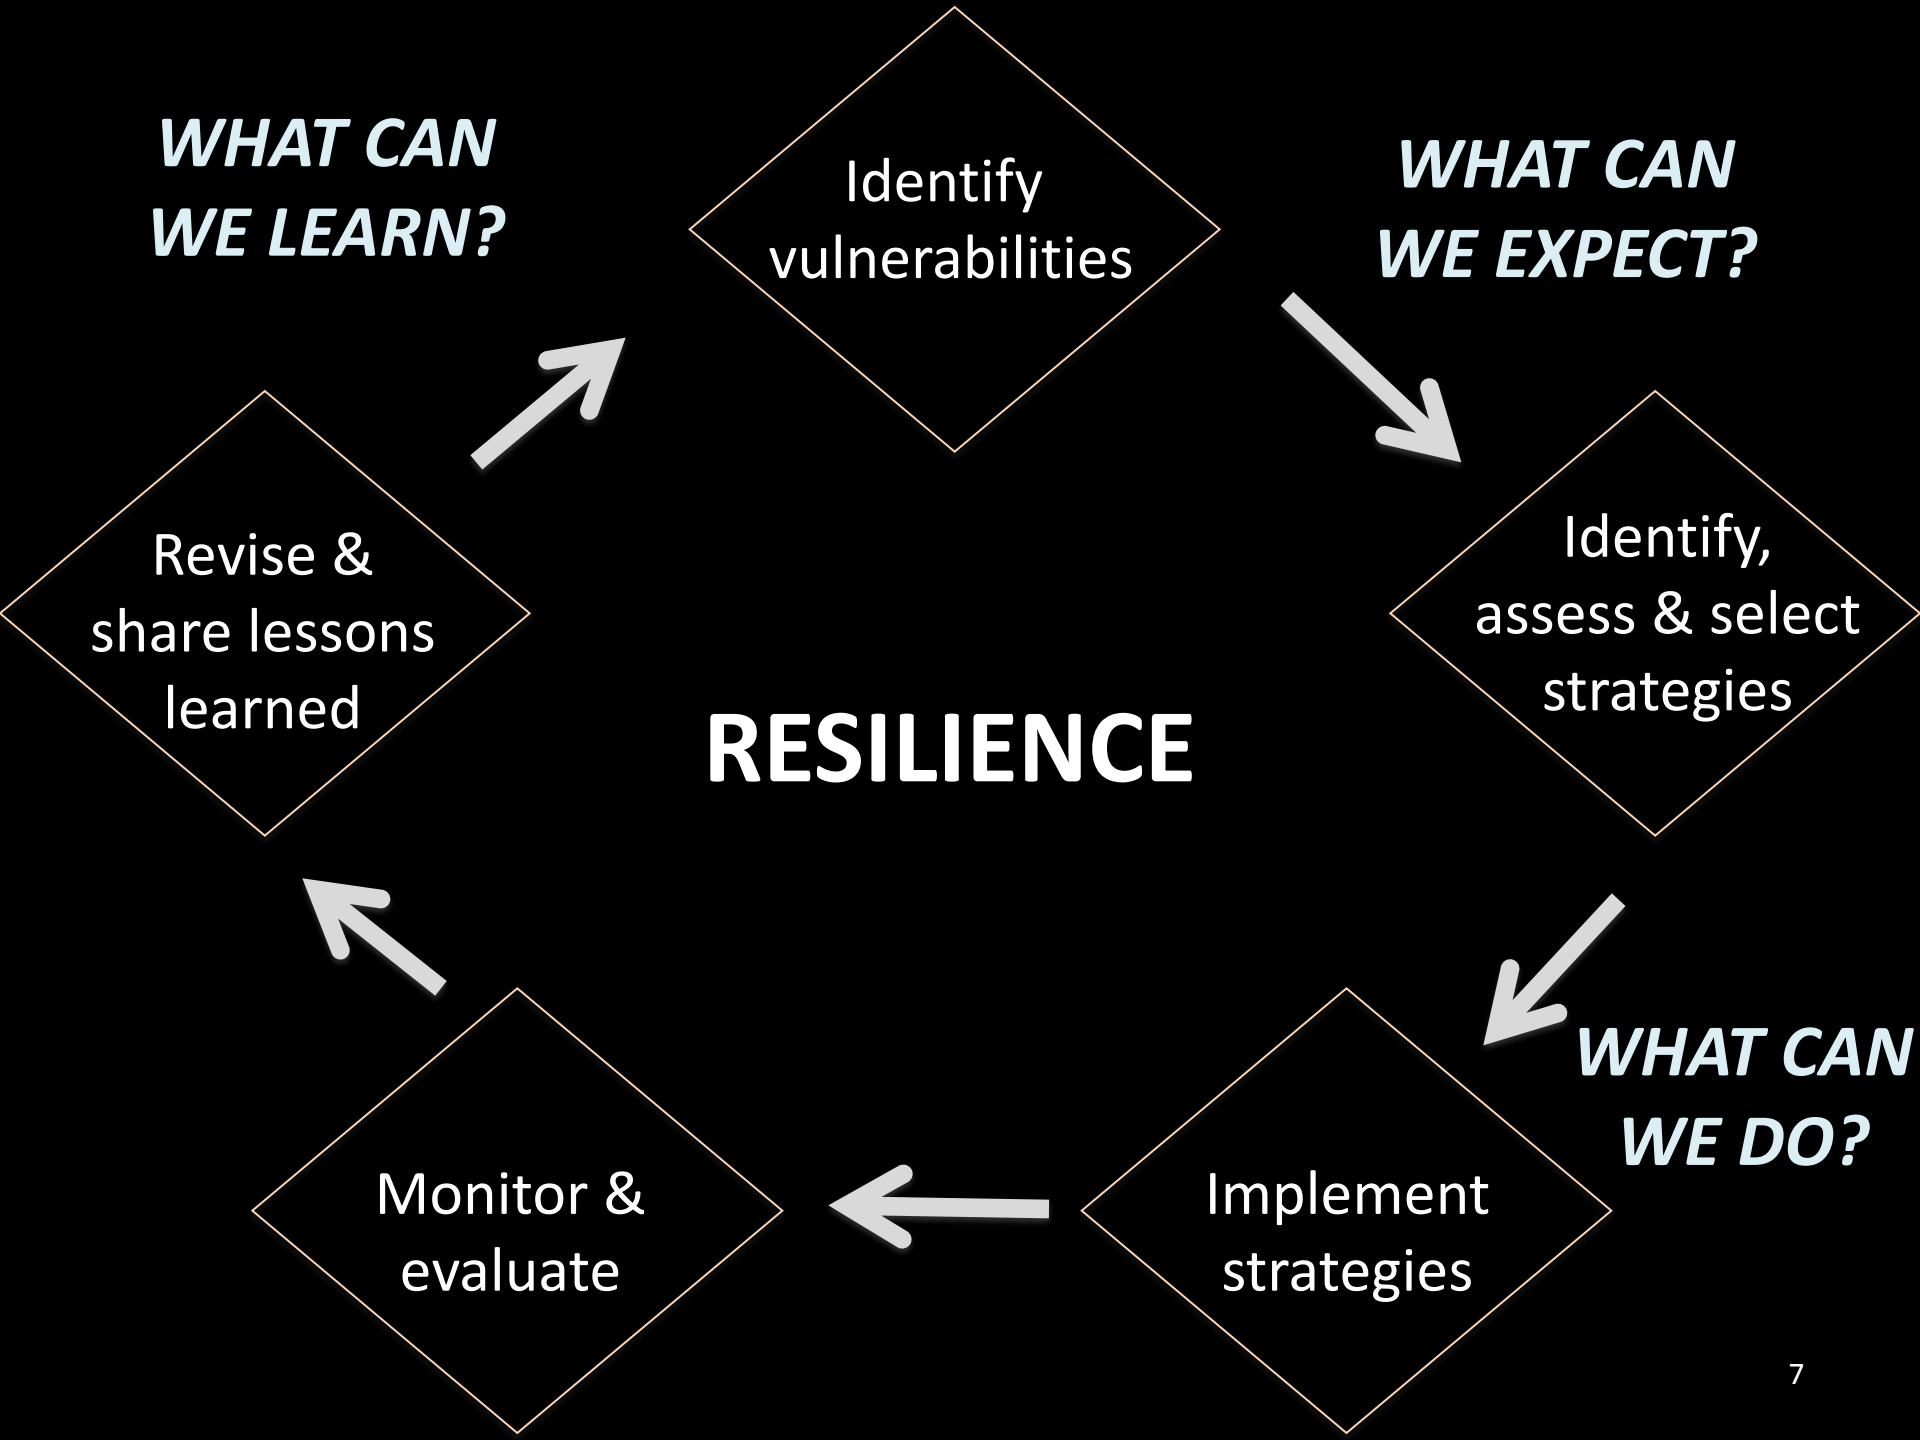 WHAT CAN
WE LEARN?
Identify
vulnerabilities
WHAT CAN
WE EXPECT?
Revise &
share lessons
learned
Identify,
assess & select
strategies
RESILIENCE
WHAT CAN
WE DO?
Monitor &
evaluate
Implement
strategies
7